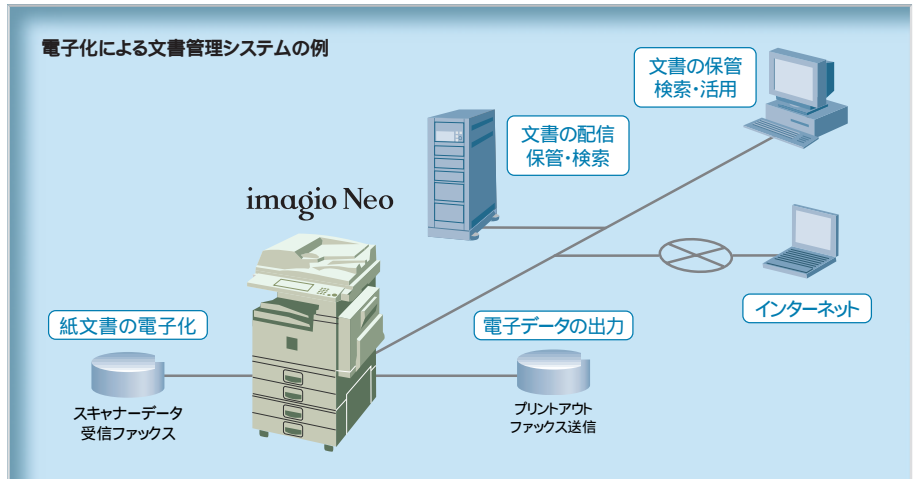 電子化による文書管理システムの例
文書の保管
検索・活用
文書の配信
保管・検索
imagio Neo
インターネット
紙文書の電子化
電子データの出力
スキャナーデータ
受信ファックス
プリントアウト
ファックス送信